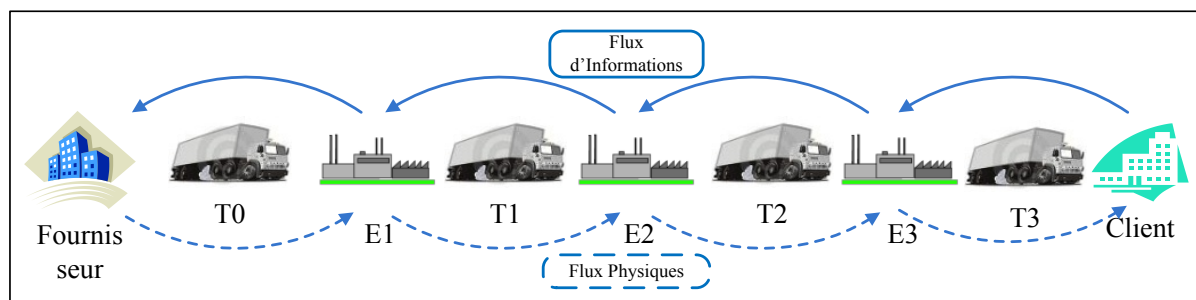 Flux
d'Informations
T0
T1
T2
T3
E1
E2
E3
Fournis
seur
Client
Flux Physiques